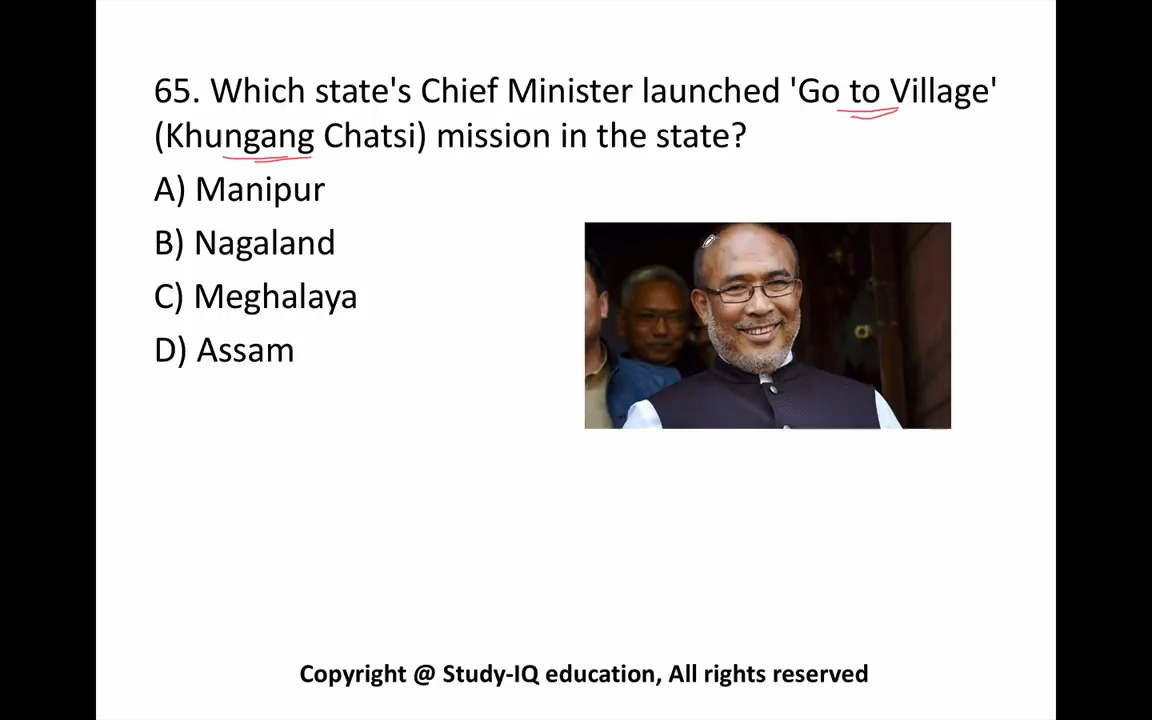 65. Which state's Chief Minister launched 'Go to Village'
(Khungang Chatsi) mission in the state?
A) Manipur
B) Nagaland
C) Meghalaya
D) Assam
Copyright @ Study-IQ education, All rights reserved